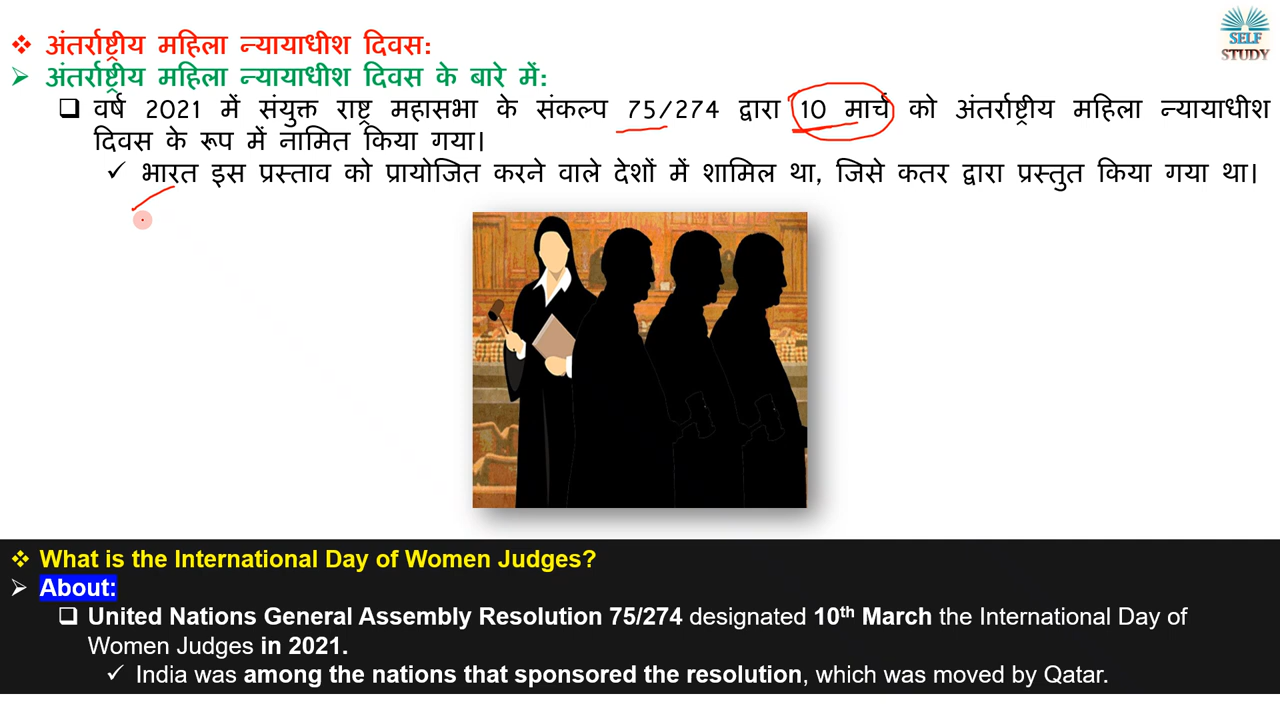 SELF
STUDY
❖ अंतर्राष्ट्रीय महिला न्यायाधीश दिवस:
➢ अंतर्राष्ट्रीय महिला न्यायाधीश दिवस के बारे में:
❑ वर्ष 2021 में संयुक्त राष्ट्र महासभा के संकल्प 75/274 द्वारा 10 मार्च को अंतर्राष्ट्रीय महिला न्यायाधीश
दिवस के रूप में नामित किया गया।
✓ भारत इस प्रस्ताव को प्रायोजित करने वाले देशों में शामिल था, जिसे कतर द्वारा प्रस्तुत किया गया था।
❖ What is the International Day of Women Judges?
➢ About:
❑ United Nations General Assembly Resolution 75/274 designated 10th March the International Day of
Women Judges in 2021.
✓ India was among the nations that sponsored the resolution, which was moved by Qatar.